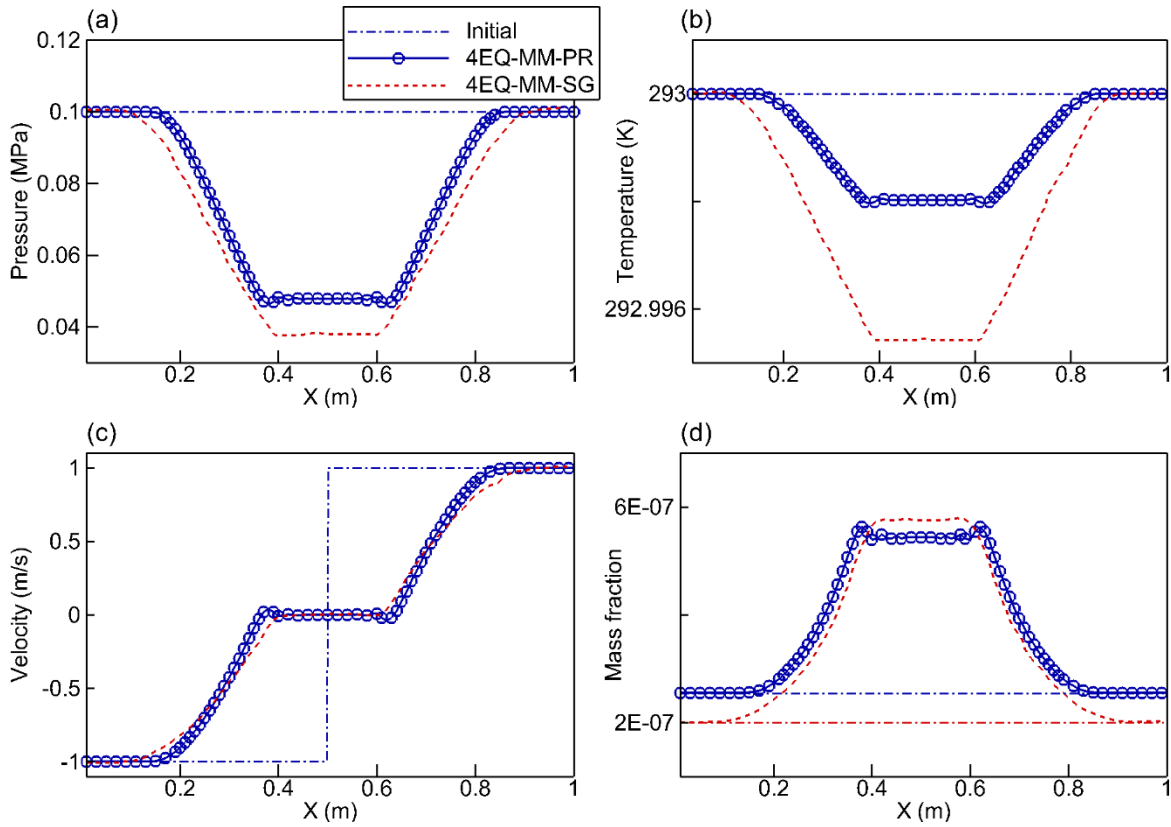 (a)
0.12
0.1
0.08
0.06
0.04
Pressure (MPa)
0.2 0.4 0.6 0.8 1
X (m)
Initial
4EQ-MM-PR
4EQ-MM-SG
(b)
293
292.996
Temperature (K)
0.2 0.4 0.6 0.8 1
X (m)
(c)
1
0.5
0
-0.5
-1
Velocity (m/s)
0.2 0.4 0.6 0.8 1
X (m)
(d)
6E-07
2E-07
Mass fraction
0.2 0.4 0.6 0.8 1
X (m)